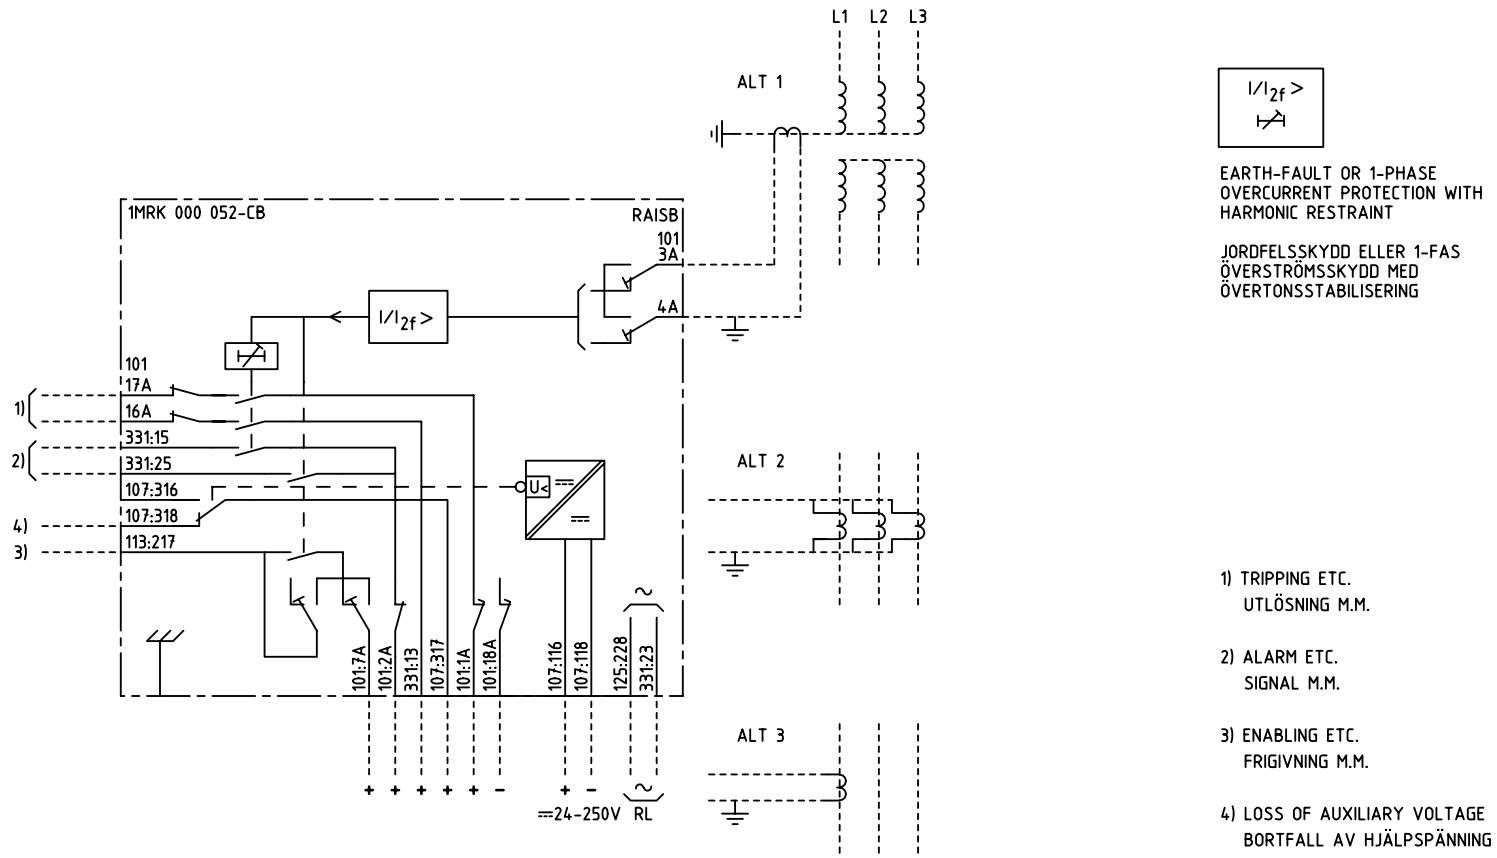 L1 L2 L3
ALT 1
I/I2f >
EARTH-FAULT OR 1-PHASE
OVERCURRENT PROTECTION WITH
HARMONIC RESTRAINT
JORDFELSSKYDD ELLER 1-FAS
ÖVERSTRÖMSSKYDD MED
ÖVERTONSSTABILISERING
1MRK 000 052-CB
RAISB
101
3A
4A
I/I2f >
101
17A
1)
16A
331:15
2)
331:25
107:316
107:318
4)
113:217
3)
U<
ALT 2
101:7A
101:2A
331:13
107:317
101:1A
101:18A
107:116
107:118
125:228
331:23
+ + + + + - + -
24-250V RL
ALT 3
1) TRIPPING ETC.
UTLÖSNING M.M.
2) ALARM ETC.
SIGNAL M.M.
3) ENABLING ETC.
FRIGIVNING M.M.
4) LOSS OF AUXILIARY VOLTAGE
BORTFALL AV HJÄLPSPÄNNING